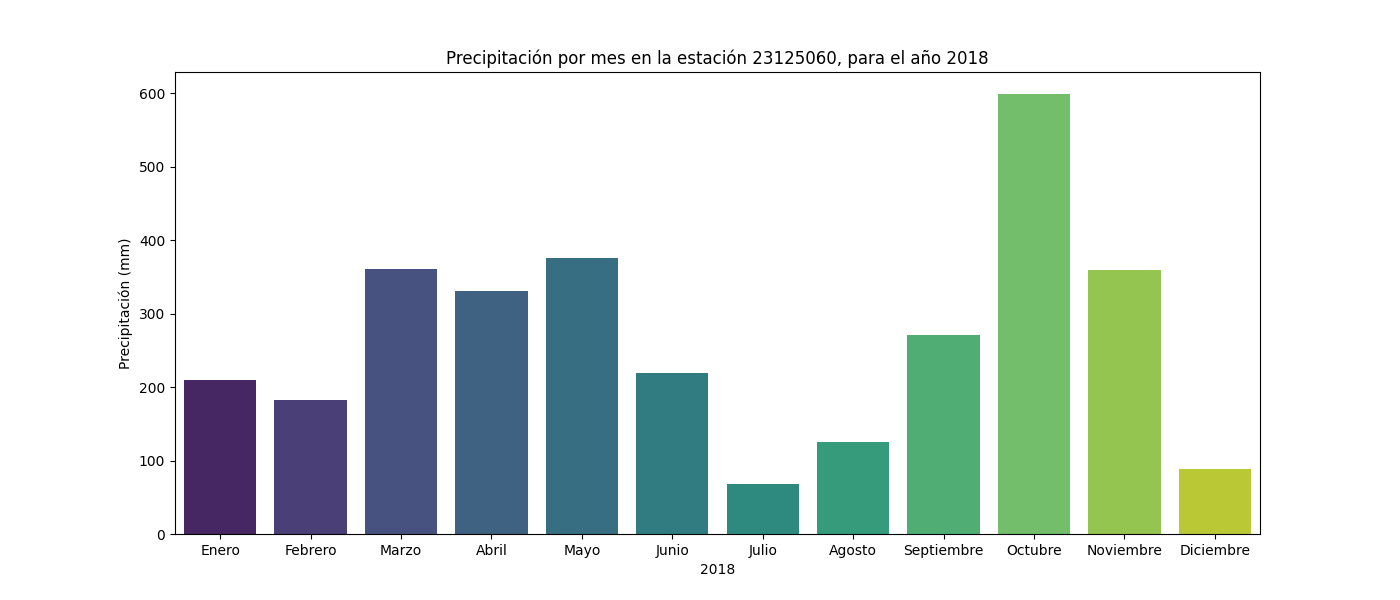 Precipitación por mes en la estación 23125060, para el año 2018
Precipitación (mm)
600
500
400
300
200
100
0
Enero Febrero Marzo Abril Mayo Junio Julio Agosto Septiembre Octubre Noviembre Diciembre
2018